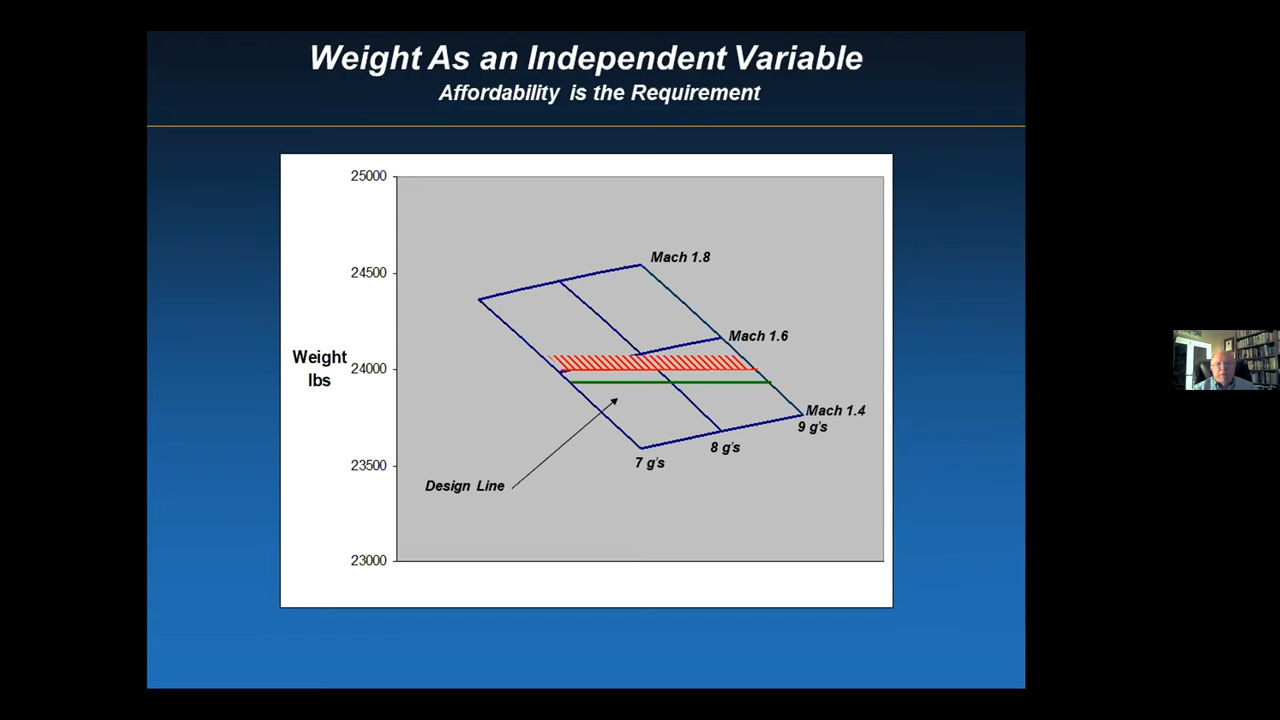 Weight As an Independent Variable
Affordability is the Requirement
25000
24500
24000
23500
23000
Weight
lbs
Mach 1.8
Mach 1.6
Mach 1.4
9 g's
8 g's
7 g's
Design Line